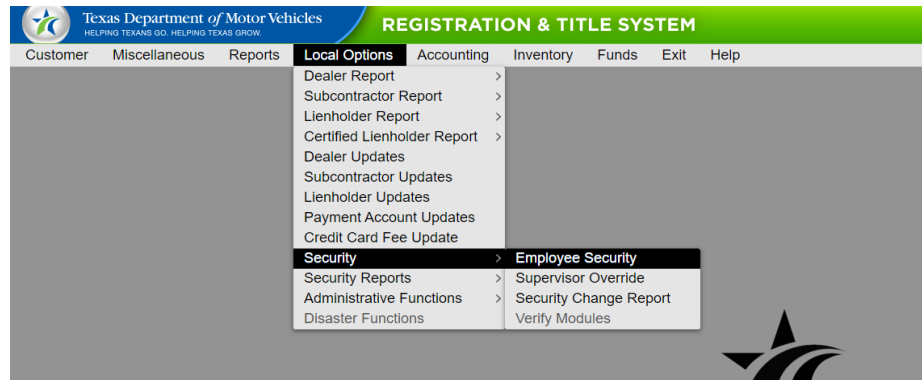 Texas Department of Motor Vehicles
HELPING TEXANS GO. HELPING TEXAS GROW.
REGISTRATION & TITLE SYSTEM
Customer Miscellaneous Reports Local Options Accounting Inventory Funds Exit Help
Dealer Report >
Subcontractor Report >
Lienholder Report >
Certified Lienholder Report >
Dealer Updates
Subcontractor Updates
Lienholder Updates
Payment Account Updates
Credit Card Fee Update
Security > Employee Security
Security Reports > Supervisor Override
Administrative Functions > Security Change Report
Disaster Functions Verify Modules